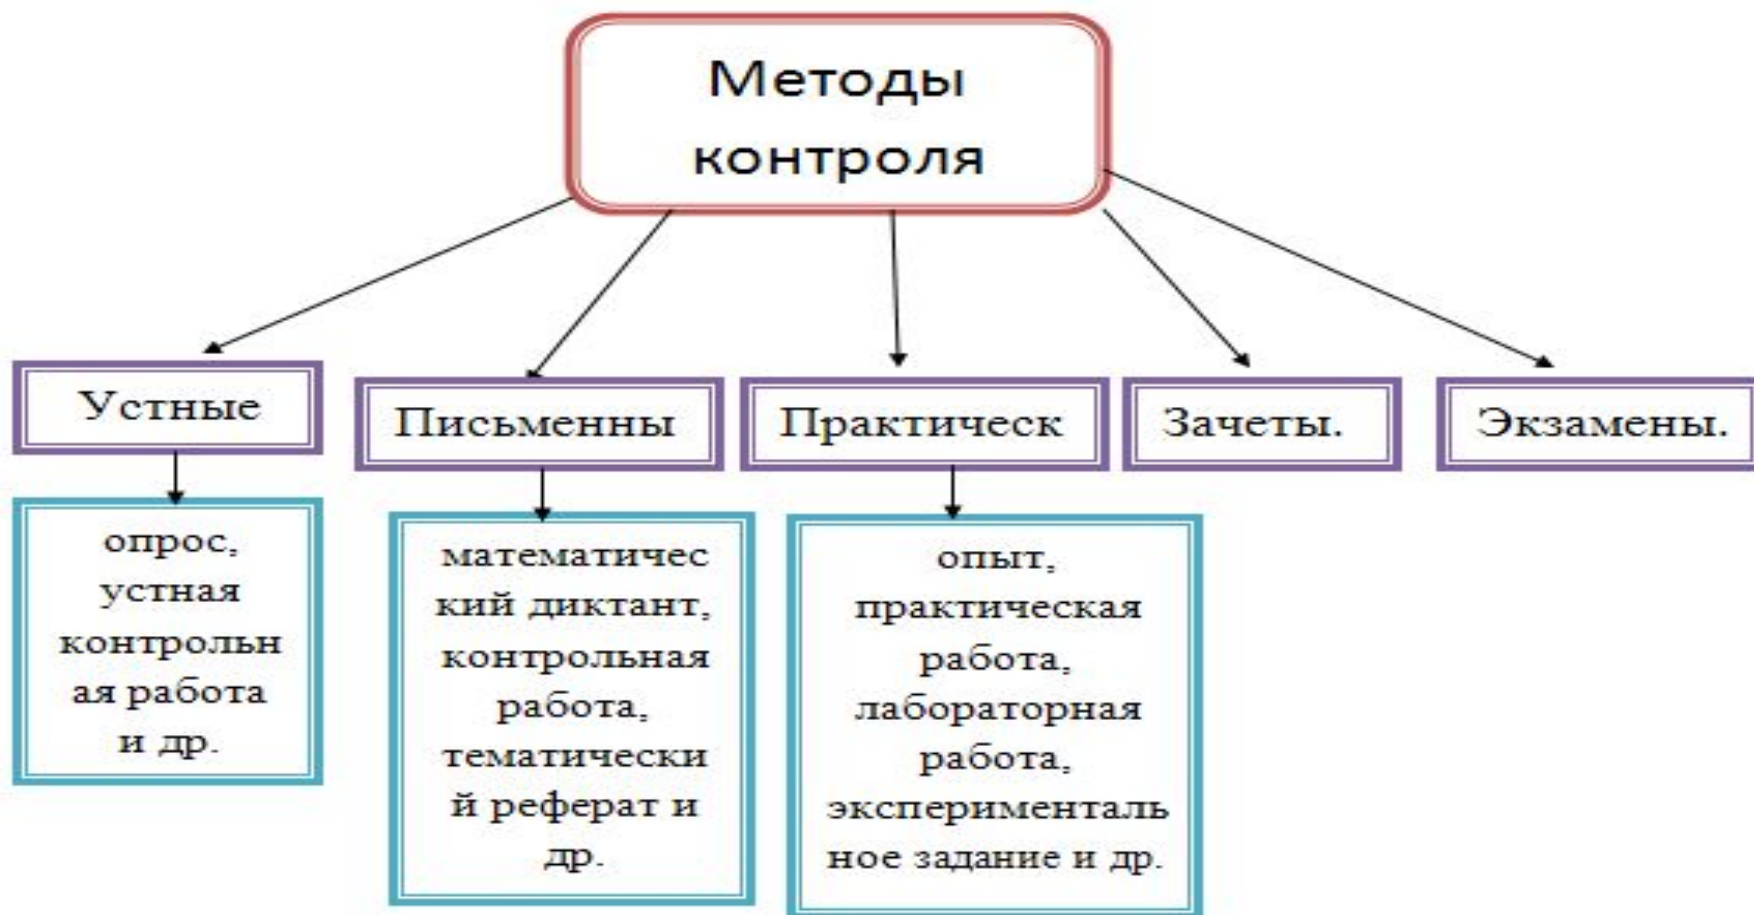 Методы
контроля
Устные
Письменны
Практическ
Зачеты.
Экзамены.
опрос,
устная
контрольн
ая работа
и др.
математичес
кий диктант,
контрольная
работа,
тематически
й реферат и
др.
опыт,
практическая
работа,
лабораторная
работа,
эксперименталь
ное задание и др.